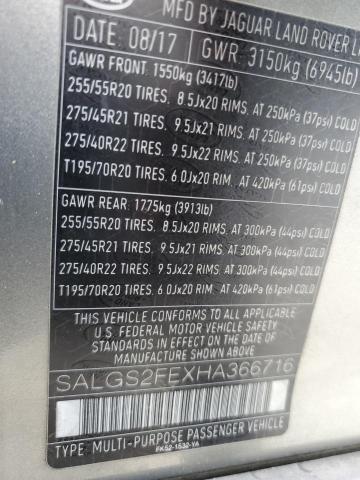 MFD BY JAGUAR LAND ROVER
DATE: 08/17 GWR: 3150kg (6945lb)
GAWR FRONT: 1550kg (3417lb)
255/55R20 TIRES. 8.5Jx20 RIMS. AT 250kPa (37psi) COLD
275/45R21 TIRES. 9.5Jx21 RIMS. AT 250kPa (37psi) COLD
275/40R22 TIRES. 9.5Jx22 RIMS. AT 250kPa (37psi) COLD
T195/70R20 TIRES. 6.0Jx20 RIM. AT 420kPa (61psi) COLD
GAWR REAR: 1775kg (3913lb)
255/55R20 TIRES. 8.5Jx20 RIMS. AT 300kPa (44psi) COLD
275/45R21 TIRES. 9.5Jx21 RIMS. AT 300kPa (44psi) COLD
275/40R22 TIRES. 9.5Jx22 RIMS. AT 300kPa (44psi) COLD
T195/70R20 TIRES. 6.0Jx20 RIM. AT 420kPa (61psi) COLD
THIS VEHICLE CONFORMS TO ALL APPLICABLE
FEDERAL MOTOR VEHICLE SAFETY STANDARDS
IN EFFECT ON THE DATE OF
MANUFACTURE SHOWN ABOVE.
SALGS2FEXHA366716
FK52-1532-YA
TYPE: MULTI-PURPOSE PASSENGER VEHICLE